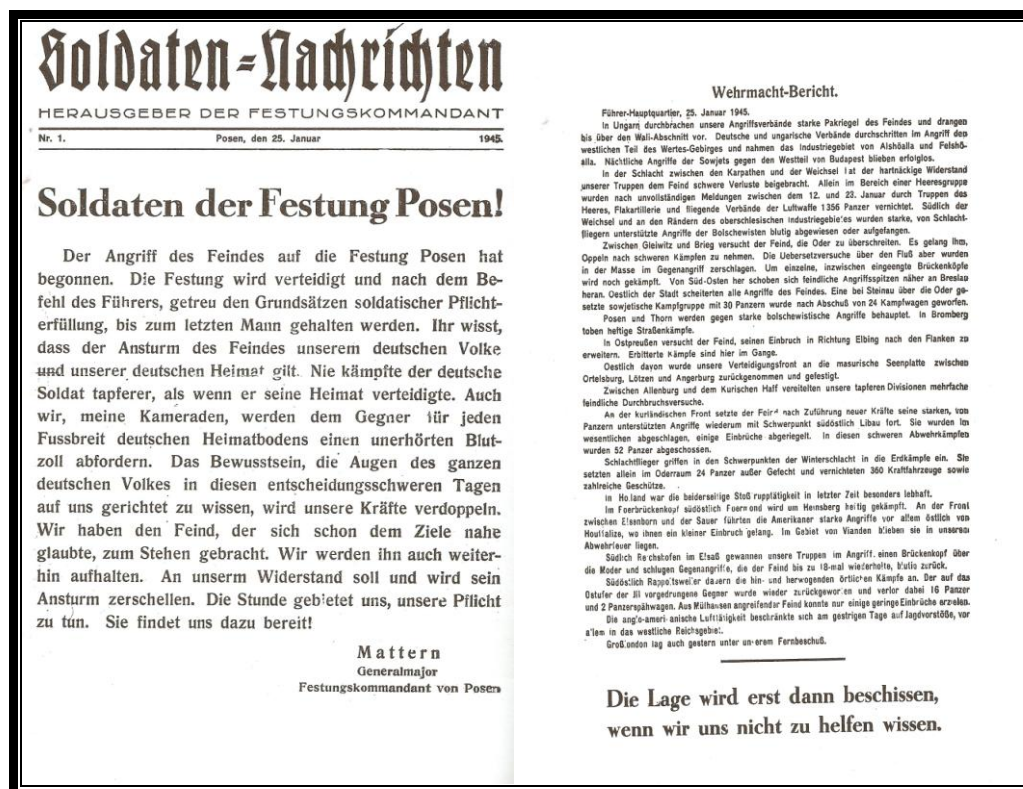 Soldaten=Nachrichten
HERAUSGEBER DER FESTUNGSKOMMANDANT
Nr. 1. Posen, den 25. Januar 1945.
Soldaten der Festung Posen!
Der Angriff des Feindes auf die Festung Posen hat
begonnen. Die Festung wird verteidigt und nach dem Be-
fehl des Führers, getreu den Grundsätzen soldatischer Pflicht-
erfüllung, bis zum letzten Mann gehalten werden. Ihr wisst,
dass der Ansturm des Feindes unserem deutschen Volke
und unserer deutschen Heimat gilt. Nie kämpfte der deutsche
Soldat tapferer, als wenn er seine Heimat verteidigte. Auch
wir, meine Kameraden, werden dem Gegner für jeden
Fussbreit deutschen Heimatbodens einen unerhörten Blut-
zoll abfordern. Das Bewusstsein, die Augen des ganzen
deutschen Volkes in diesen entscheidungsschweren Tagen
auf uns gerichtet zu wissen, wird unsere Kräfte verdoppeln.
Wir haben den Feind, der sich schon dem Ziele nahe
glaubte, zum Stehen gebracht. Wir werden ihn auch weiter-
hin aufhalten. An unserm Widerstand soll und wird sein
Ansturm zerschellen. Die Stunde gebietet uns, unsere Pflicht
zu tun. Sie findet uns dazu bereit!
Mattern
Generalmajor
Festungskommandant von Posen
Wehrmacht-Bericht.
Führer-Hauptquartier, 25. Januar 1945.
In Ungarn durchbrachen unsere Angriffsverbände starke Pakriegel des Feindes und drangen
bis über den Wali-Abschnitt vor. Deutsche und ungarische Verbände durchschritten im Angriff den
westlichen Teil des Wertes-Gebirges und nahmen das Industriegebiet von Alshöalla und Felshö-
alla. Nächtliche Angriffe der Sowjets gegen den Westteil von Budapest blieben erfolglos.
In der Schlacht zwischen den Karpathen und der Weichsel hat der hartnäckige Widerstand
unserer Truppen dem Feind schwere Verluste beigebracht. Allein im Bereich einer Heeresgruppe
wurden nach unvollständigen Meldungen zwischen dem 12. und 23. Januar durch Truppen des
Heeres, Flakartillerie und fliegende Verbände der Luftwaffe 1356 Panzer vernichtet. Südlich der
Weichsel und an den Rändern des oberschlesischen Industriegebietes wurden starke, von Schlacht-
fliegern unterstützte Angriffe der Bolschewisten blutig abgewiesen oder aufgefangen.
Zwischen Gleiwitz und Brieg versucht der Feind, die Oder zu überschreiten. Es gelang ihm,
Oppeln nach schweren Kämpfen zu nehmen. Die Uebersetzversuche über den Fluß aber wurden
in der Masse im Gegenangriff zerschlagen. Um einzelne, inzwischen eingeengte Brückenköpfe
wird noch gekämpft. Von Süd-Osten her schoben sich feindliche Angriffsspitzen näher an Breslau
heran. Oestlich der Stadt scheiterten alle Angriffe des Feindes. Eine bei Steinau über die Oder ge-
setzte sowjetische Kampfgruppe mit 30 Panzern wurde nach Abschuß von 24 Kampfwagen geworfen.
Posen und Thorn werden gegen starke bolschewistische Angriffe behauptet. In Bromberg
toben heftige Straßenkämpfe.
In Ostpreußen versucht der Feind, seinen Einbruch in Richtung Elbing nach den Flanken zu
erweitern. Erbitterte Kämpfe sind hier im Gange.
Oestlich davon wurde unsere Verteidigungsfront an die masurische Seenplatte zwischen
Ortelsburg, Lötzen und Angerburg zurückgenommen und gefestigt.
Zwischen Allenburg und dem Kurischen Haff vereitelten unsere tapferen Divisionen mehrfache
feindliche Durchbruchsversuche.
An der kurländischen Front setzte der Feind nach Zuführung neuer Kräfte seine starken, von
Panzern unterstützten Angriffe wiederum mit Schwerpunkt südöstlich Libau fort. Sie wurden im
wesentlichen abgeschlagen, einige Einbrüche abgeriegelt. In diesen schweren Abwehrkämpfen
wurden 52 Panzer abgeschossen.
Schlachtflieger griffen in den Schwerpunkten der Winterschlacht in die Erdkämpfe ein. Sie
setzten allein im Oderraum 24 Panzer außer Gefecht und vernichteten 360 Kraftfahrzeuge sowie
zahlreiche Geschütze.
In Holland war die beiderseitige Stoßtrupptätigkeit in letzter Zeit besonders lebhaft.
Im südöstlich wird um Heinsberg heftig gekämpft. An der Front
zwischen Elsenborn und der Sauer führten die Amerikaner starke Angriffe vor allem östlich von
Houffalize, wo ihnen ein kleiner Einbruch gelang. Im Gebiet von Vianden blieben sie in unserem
Abwehrfeuer liegen.
Südlich Reichshofen im Elsaß gewannen unsere Truppen im Angriff einen Brückenkopf über
die Moder und schlugen Gegenangriffe, die der Feind bis zu 18-mal wiederholte, blutig zurück.
Südöstlich Rappoltsweiler dauern die hin- und herwogenden örtlichen Kämpfe an. Der auf das
Ostufer der Ill vorgedrungene Gegner wurde wieder zurückgeworfen und verlor dabei 16 Panzer
und 2 Panzerspähwagen. Aus Mülhausen angreifender Feind konnte nur einige geringe Einbrüche erzielen.
Die anglo-amerikanische Lufttätigkeit beschränkte sich am gestrigen Tage auf Jagdvorstöße, vor
allem in das westliche Reichsgebiet.
Großlondon lag auch gestern unter unserem Fernbeschuß.
Die Lage wird erst dann beschissen,
wenn wir uns nicht zu helfen wissen.